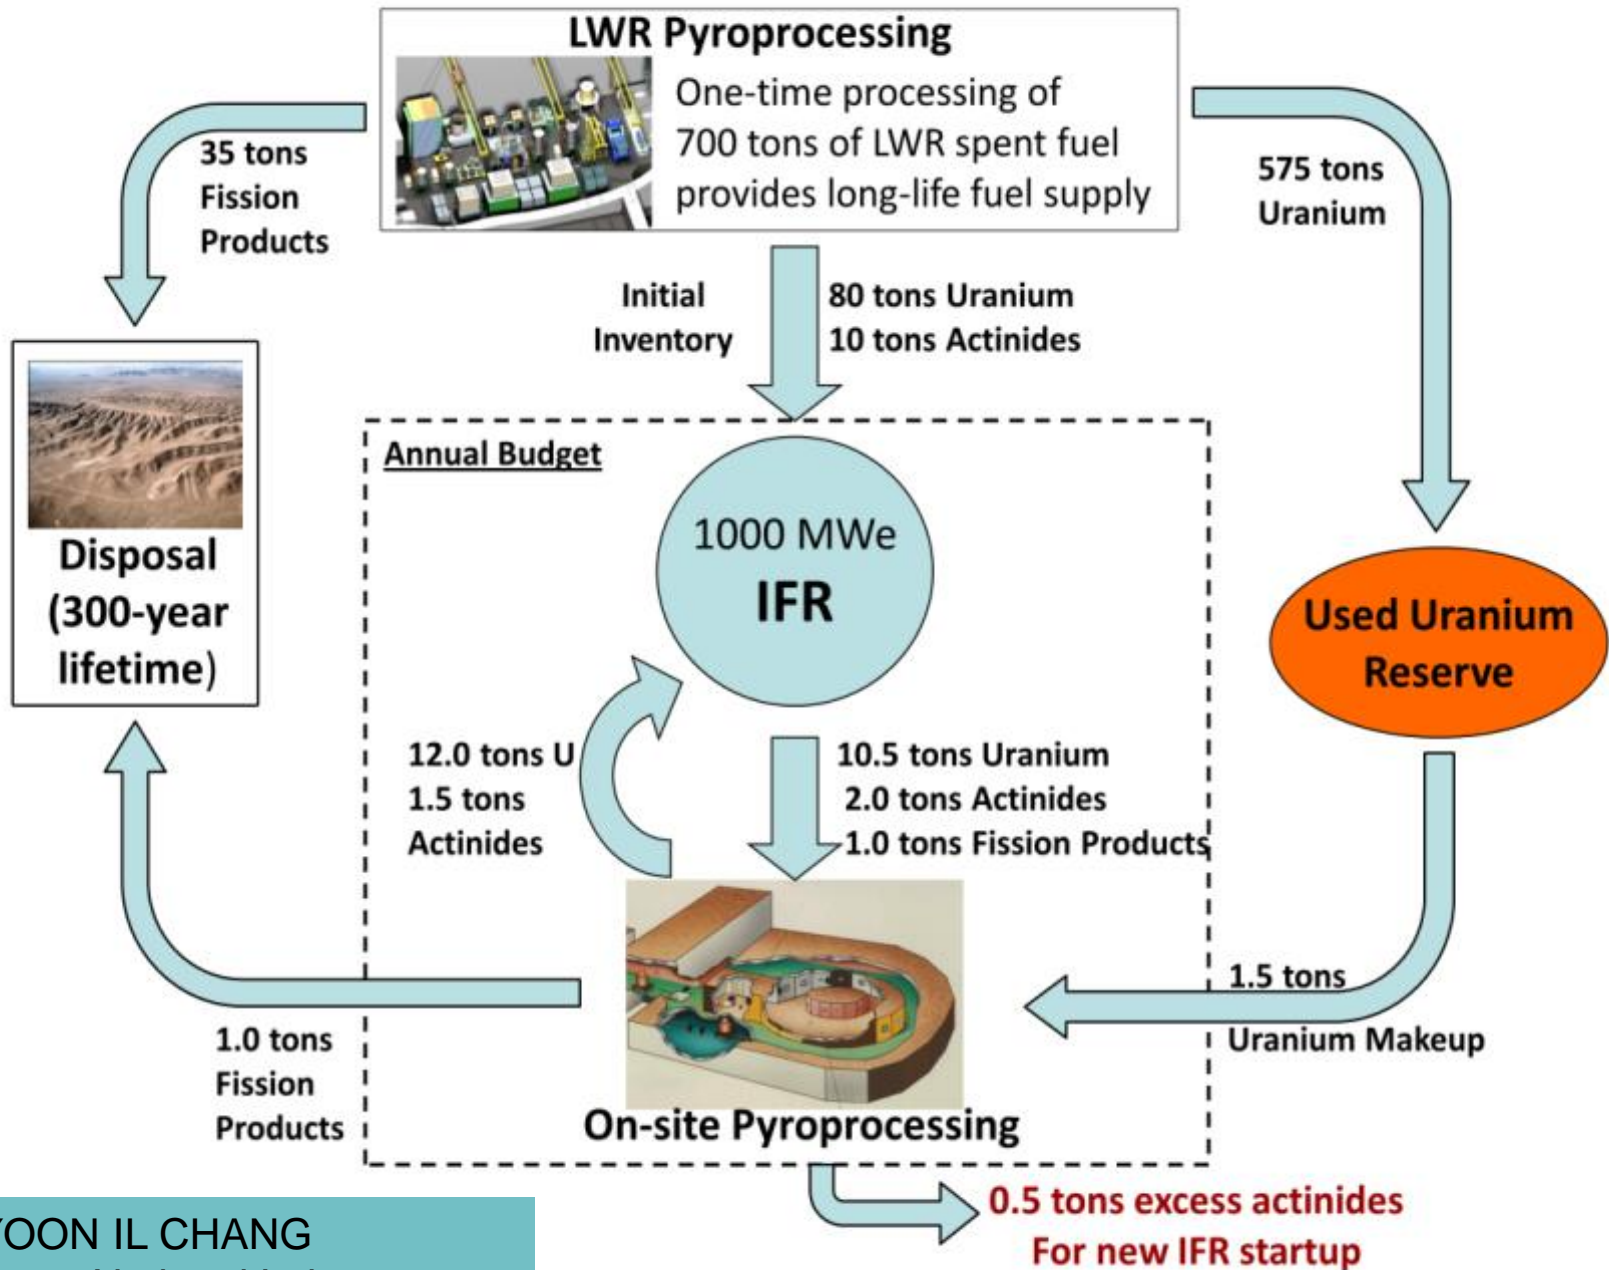 LWR Pyroprocessing
One-time processing of
700 tons of LWR spent fuel
provides long-life fuel supply
35 tons
Fission
Products
575 tons
Uranium
Initial
Inventory
80 tons Uranium
10 tons Actinides
Annual Budget
1000 MWe
IFR
Disposal
(300-year
lifetime)
Used Uranium
Reserve
12.0 tons U
1.5 tons
Actinides
10.5 tons Uranium
2.0 tons Actinides
1.0 tons Fission Products
1.5 tons
Uranium Makeup
1.0 tons
Fission
Products
On-site Pyroprocessing
0.5 tons excess actinides
For new IFR startup
YOON IL CHANG